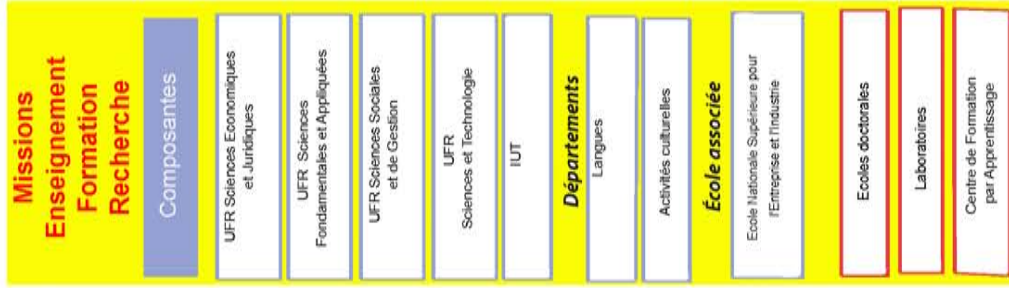 Missions
Enseignement
Formation
Recherche
Composantes
UFR Sciences Economiques
et Juridiques
UFR Sciences
Fondamentales et Appliquées
UFR Sciences Sociales
et de Gestion
UFR
Sciences et Technologie
IUT
Départements
Langues
Activités culturelles
École associée
Ecole Nationale Supérieure pour
l'Entreprise et l'Industrie
Ecoles doctorales
Laboratoires
Centre de Formation
par Apprentissage